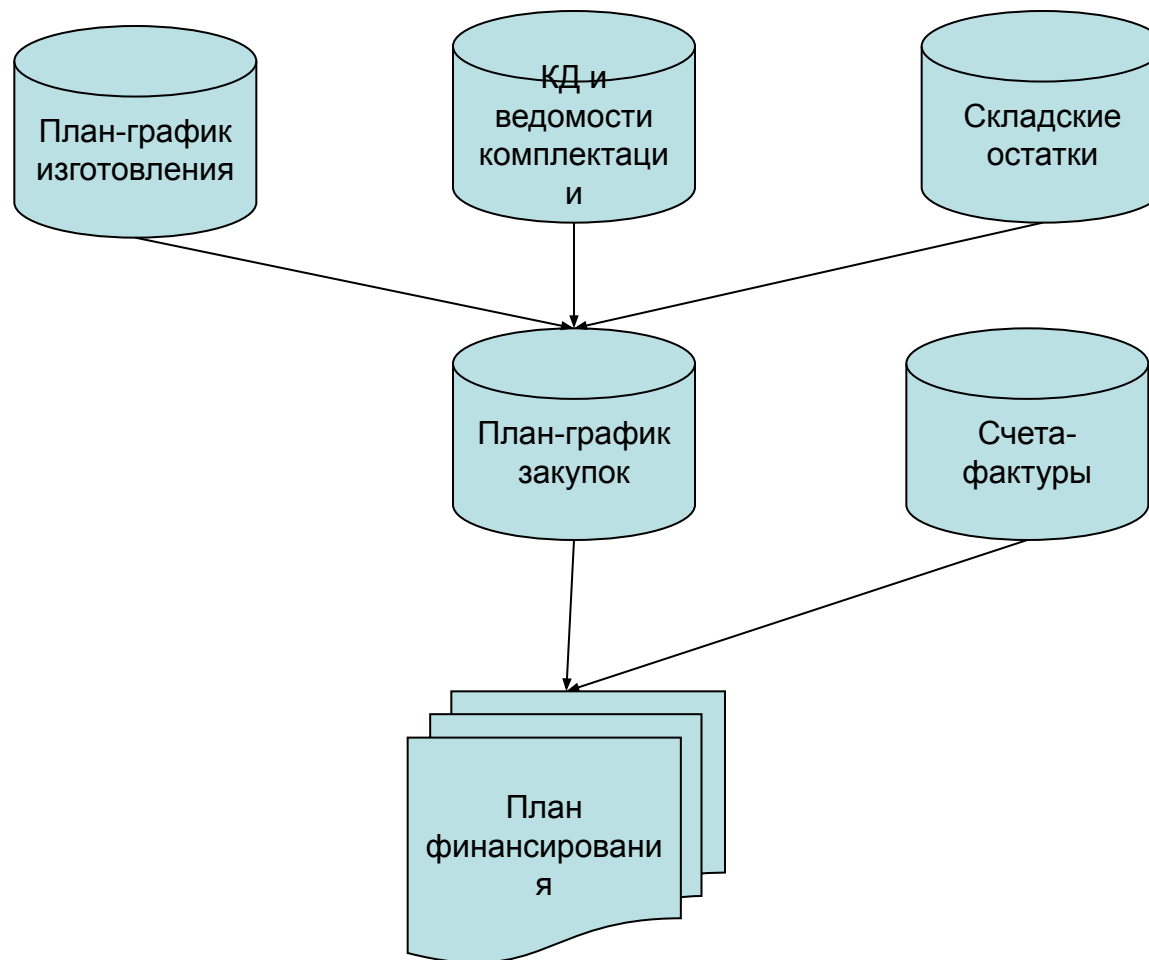 План-график
изготовления
КД и
ведомости
комплектаци
и
Складские
остатки
План-график
закупок
Счета-
фактуры
План
финансировани
я